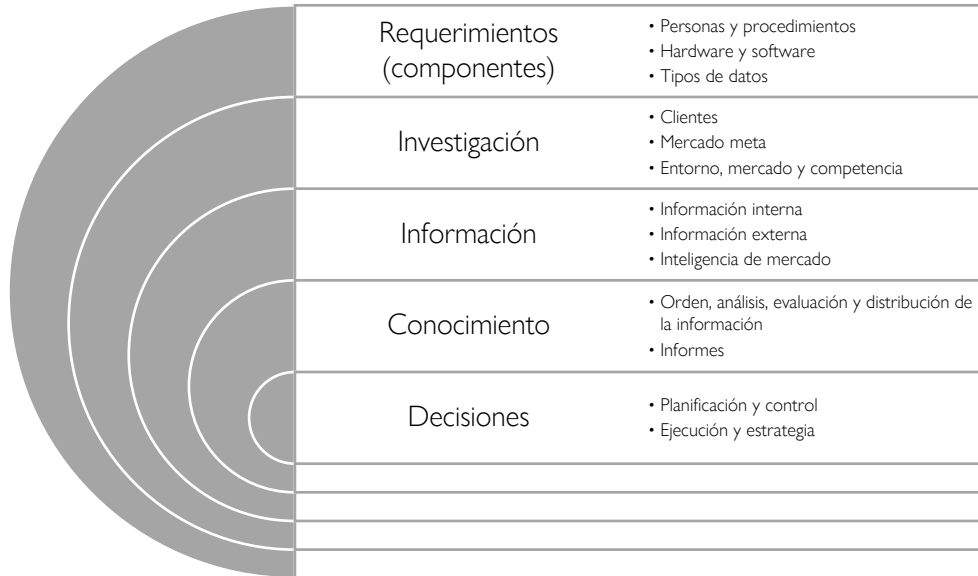 Requerimientos
(componentes)
• Personas y procedimientos
• Hardware y software
• Tipos de datos
Investigación
• Clientes
• Mercado meta
• Entorno, mercado y competencia
Información
• Información interna
• Información externa
• Inteligencia de mercado
Conocimiento
• Orden, análisis, evaluación y distribución de
la información
• Informes
Decisiones
• Planificación y control
• Ejecución y estrategia